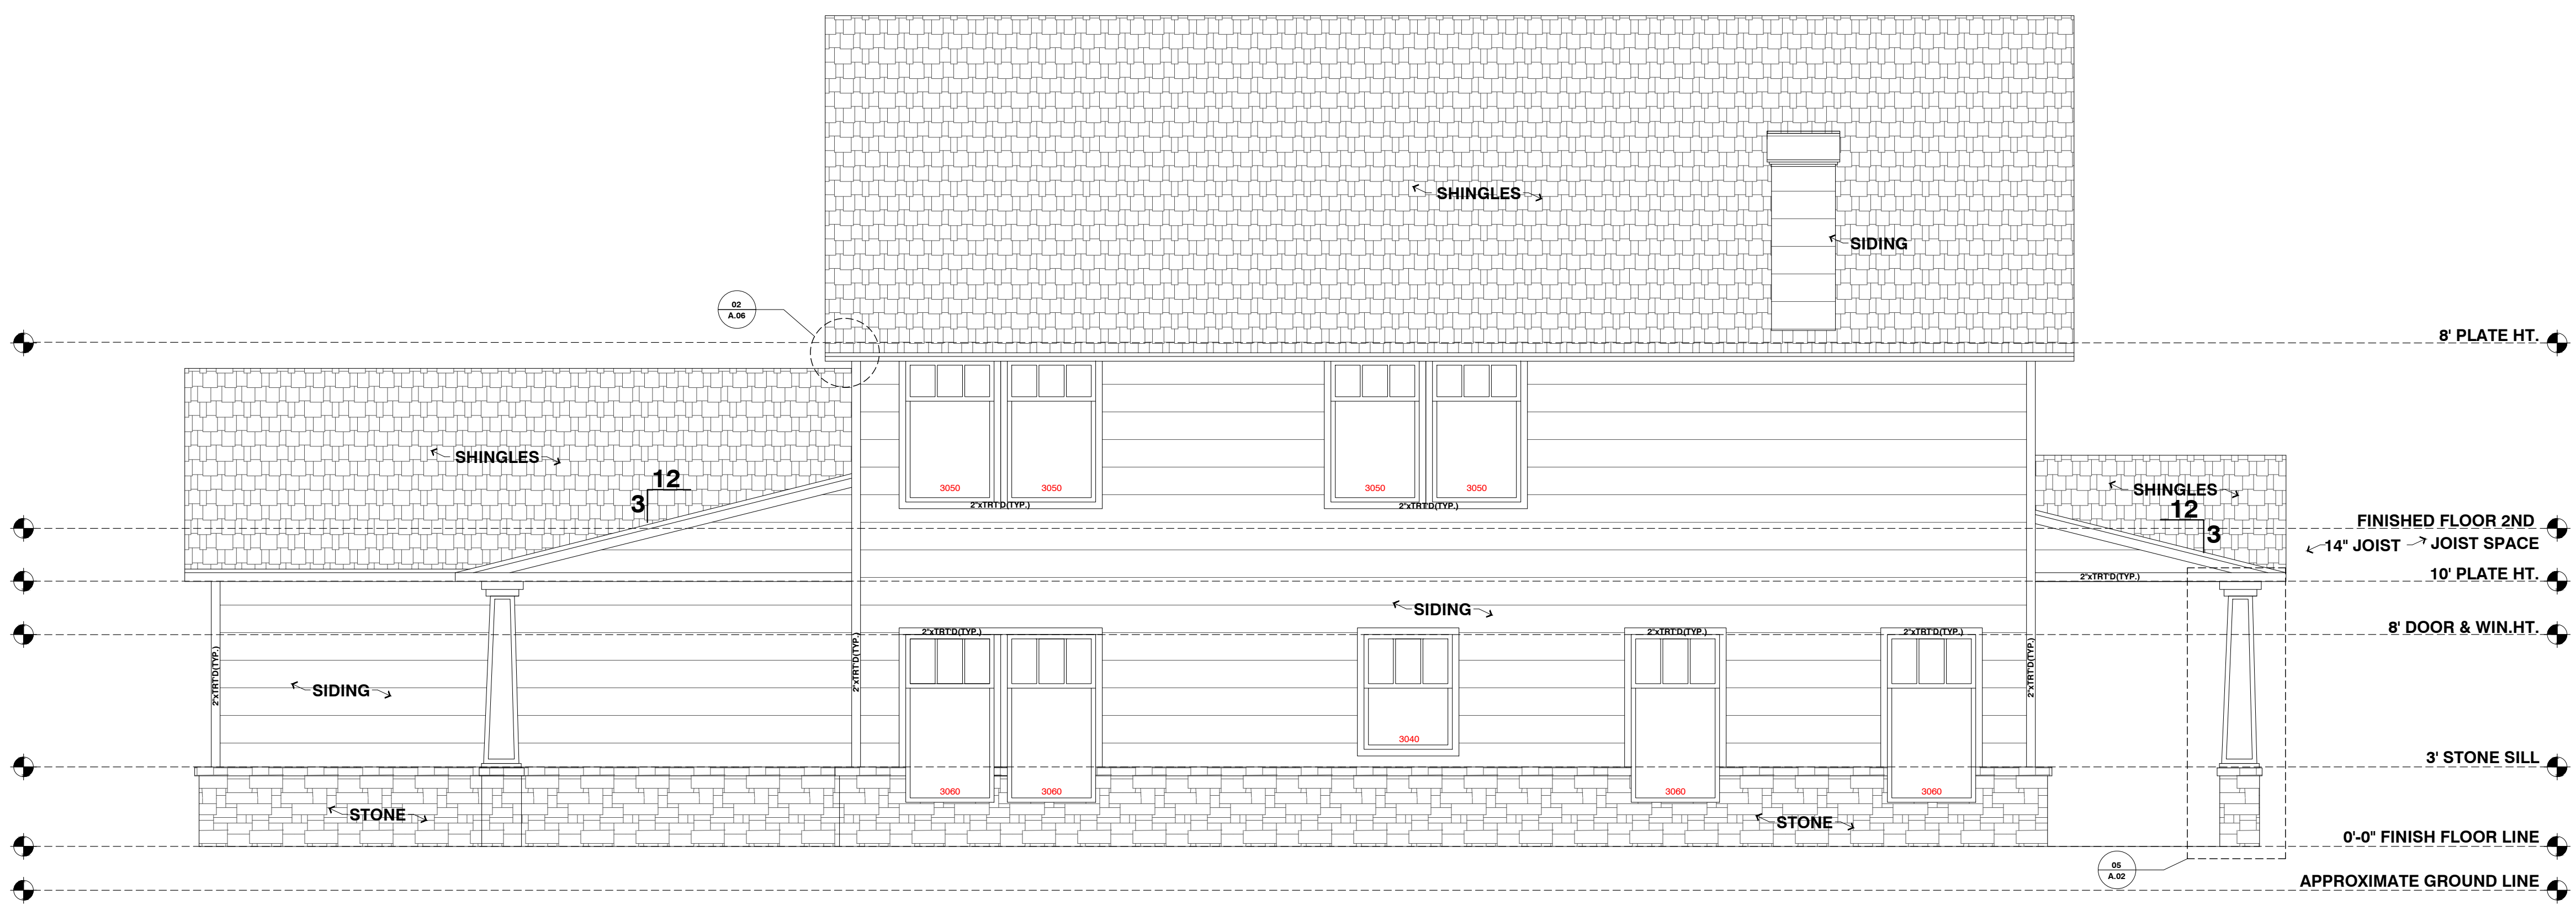 SHINGLES
SIDING
02
A.06
8' PLATE HT.
SHINGLES
12
3
3050
3050
2"xTRT'D(TYP.)
3050
3050
2"xTRT'D(TYP.)
SHINGLES
12
3
FINISHED FLOOR 2ND
14" JOIST
JOIST SPACE
10' PLATE HT.
2"xTRT'D(TYP.)
SIDING
8' DOOR & WIN.HT.
2"xTRT'D(TYP.)
2"xTRT'D(TYP.)
2"xTRT'D(TYP.)
2"xTRT'D(TYP.)
2"xTRT'D(TYP.)
2"xTRT'D(TYP.)
SIDING
3040
3' STONE SILL
3060
3060
3060
3060
STONE
STONE
0'-0" FINISH FLOOR LINE
05
A.02
APPROXIMATE GROUND LINE